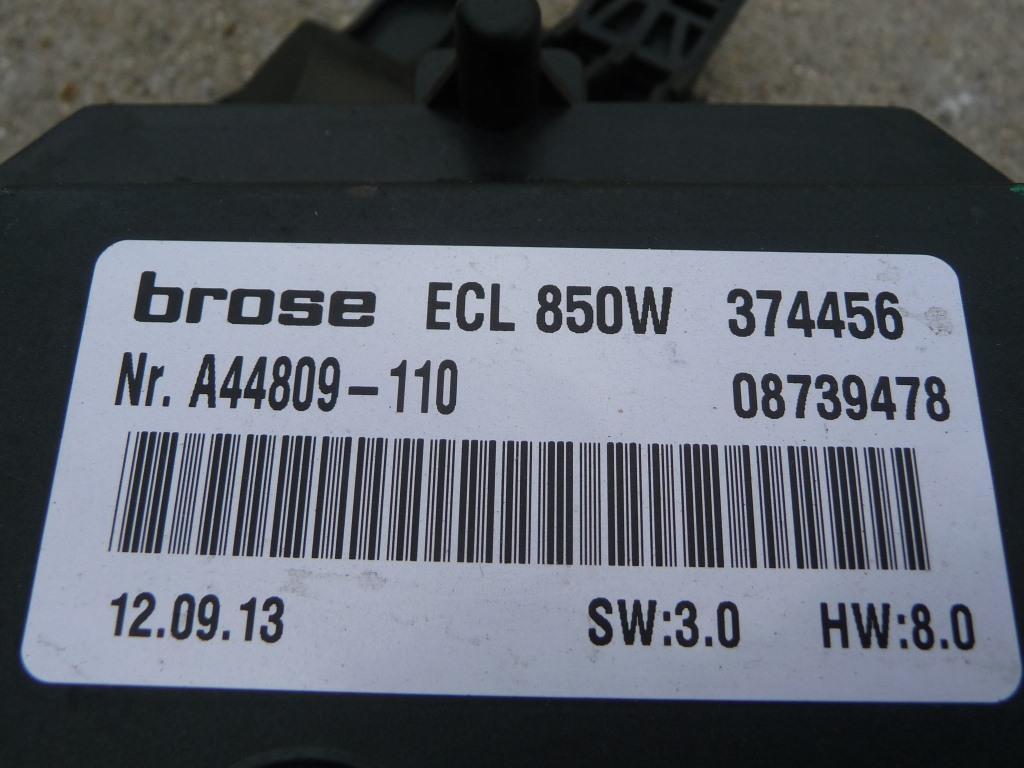 brose ECL 850W 374456
Nr. A44809-110 08739478
12.09.13 SW:3.0 HW:8.0